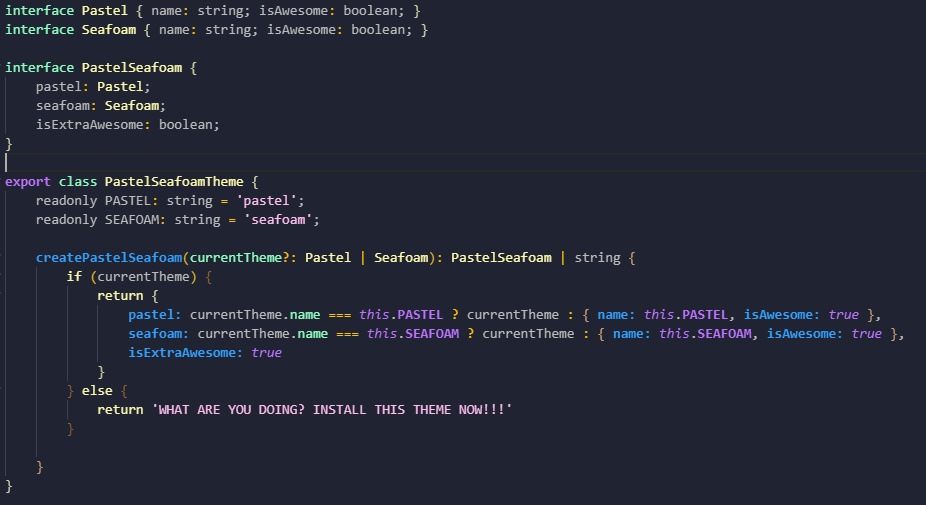 interface Pastel { name: string; isAwesome: boolean; }
interface Seafoam { name: string; isAwesome: boolean; }
interface PastelSeafoam {
pastel: Pastel;
seafoam: Seafoam;
isExtraAwesome: boolean;
}
export class PastelSeafoamTheme {
readonly PASTEL: string = 'pastel';
readonly SEAFOAM: string = 'seafoam';
createPastelSeafoam(currentTheme?: Pastel | Seafoam): PastelSeafoam | string {
if (currentTheme) {
return {
pastel: currentTheme.name === this.PASTEL ? currentTheme : { name: this.PASTEL, isAwesome: true },
seafoam: currentTheme.name === this.SEAFOAM ? currentTheme : { name: this.SEAFOAM, isAwesome: true },
isExtraAwesome: true
}
} else {
return 'WHAT ARE YOU DOING? INSTALL THIS THEME NOW!!!'
}
}
}